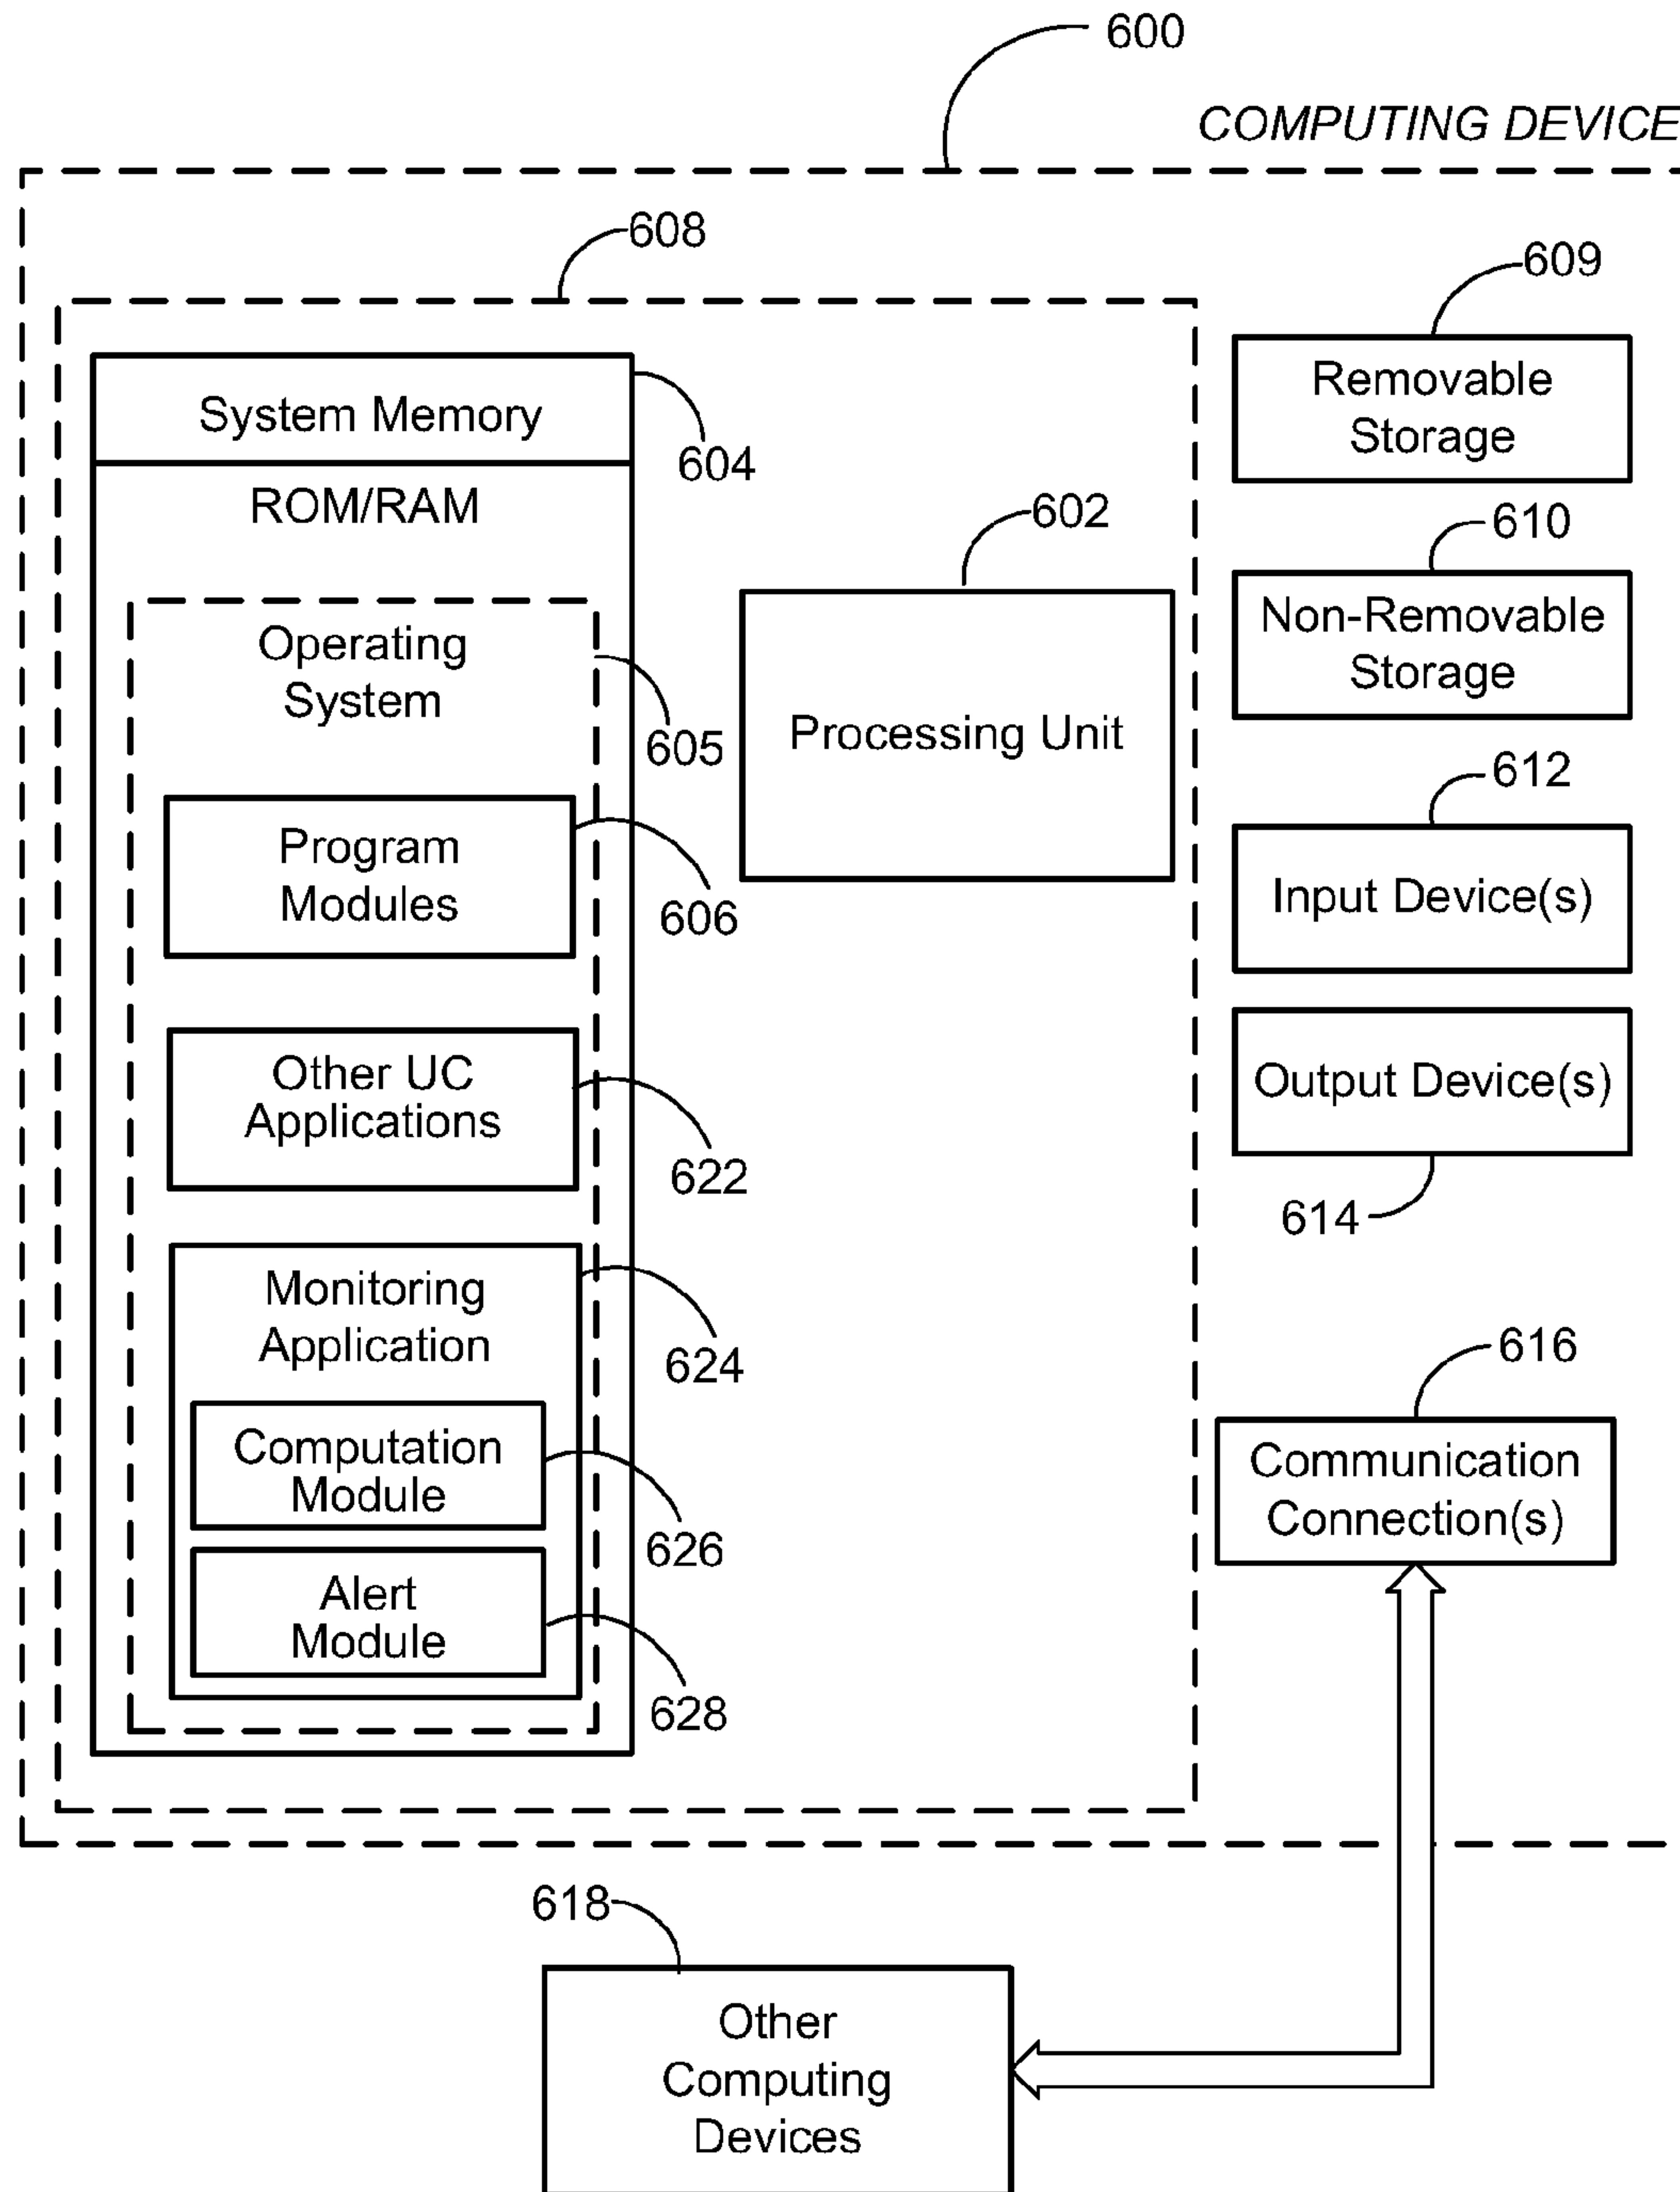 600
COMPUTING DEVICE
608
609
Removable
Storage
System Memory
604
ROM/RAM
602
610
Non-Removable
Storage
Operating
System
605
Processing Unit
612
Input Device(s)
Program
Modules
606
Output Device(s)
614
Other UC
Applications
622
Monitoring
Application
624
616
Communication
Connection(s)
Computation
Module
626
Alert
Module
628
618
Other
Computing
Devices